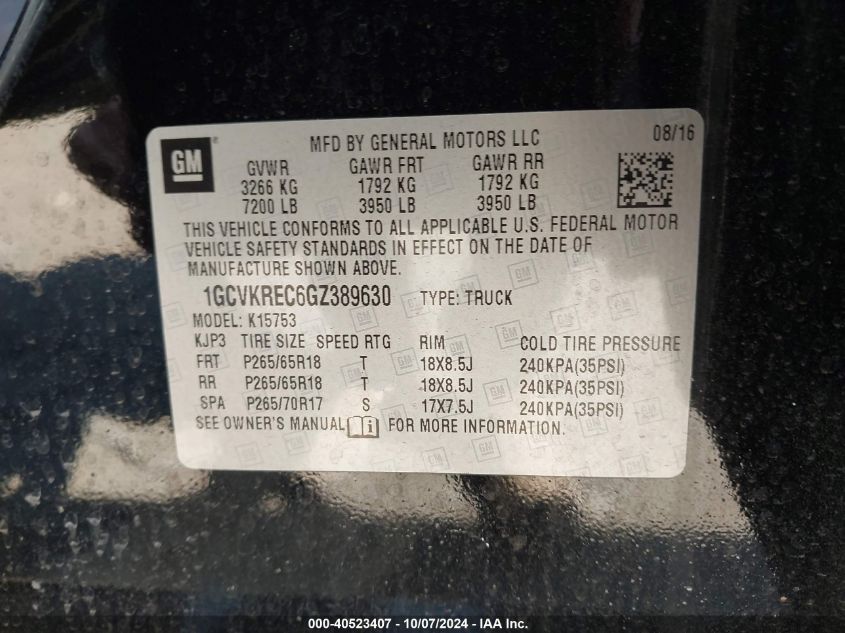 GM
MFD BY GENERAL MOTORS LLC 08/16
GVWR GAWR FRT GAWR RR
3266 KG 1792 KG 1792 KG
7200 LB 3950 LB 3950 LB
THIS VEHICLE CONFORMS TO ALL APPLICABLE U.S. FEDERAL MOTOR
VEHICLE SAFETY STANDARDS IN EFFECT ON THE DATE OF
MANUFACTURE SHOWN ABOVE.
1GCVKREC6GZ389630 TYPE: TRUCK
MODEL: K15753
KJP3 TIRE SIZE SPEED RTG RIM COLD TIRE PRESSURE
FRT P265/65R18 T 18X8.5J 240KPA(35PSI)
RR P265/65R18 T 18X8.5J 240KPA(35PSI)
SPA P265/70R17 S 17X7.5J 240KPA(35PSI)
SEE OWNER'S MANUAL i FOR MORE INFORMATION.
000-40523407 - 10/07/2024 - IAA Inc.